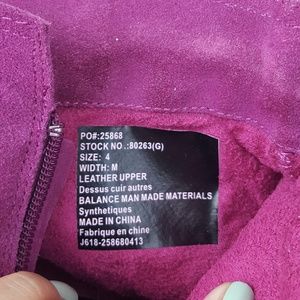 PO#:25868
STOCK NO.:80263(G)
SIZE: 4
WIDTH: M
LEATHER UPPER
Dessus cuir autres
BALANCE MAN MADE MATERIALS
Synthetiques
MADE IN CHINA
Fabrique en chine
J618-258680413